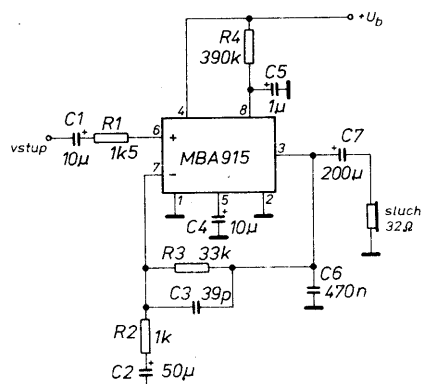 +Ub
R4
390k
C5
+
1µ
4
8
C1
+
R1
6
+
vstup
10µ
1k5
MBA915
3
C7
+
7
−
200µ
1
5
2
sluch
32Ω
C4
+
10µ
R3 33k
C6
470n
C3 39p
R2
1k
+
C2 50µ